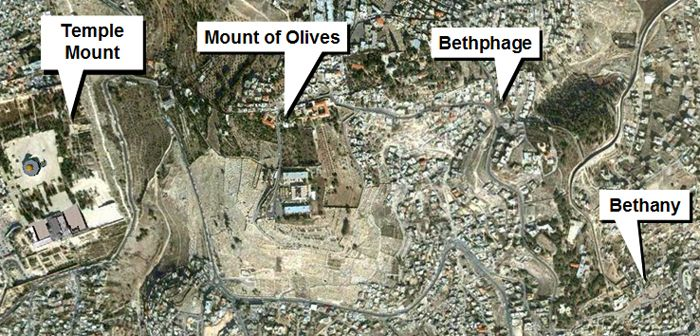 Temple
Mount
Mount of Olives
Bethphage
Bethany